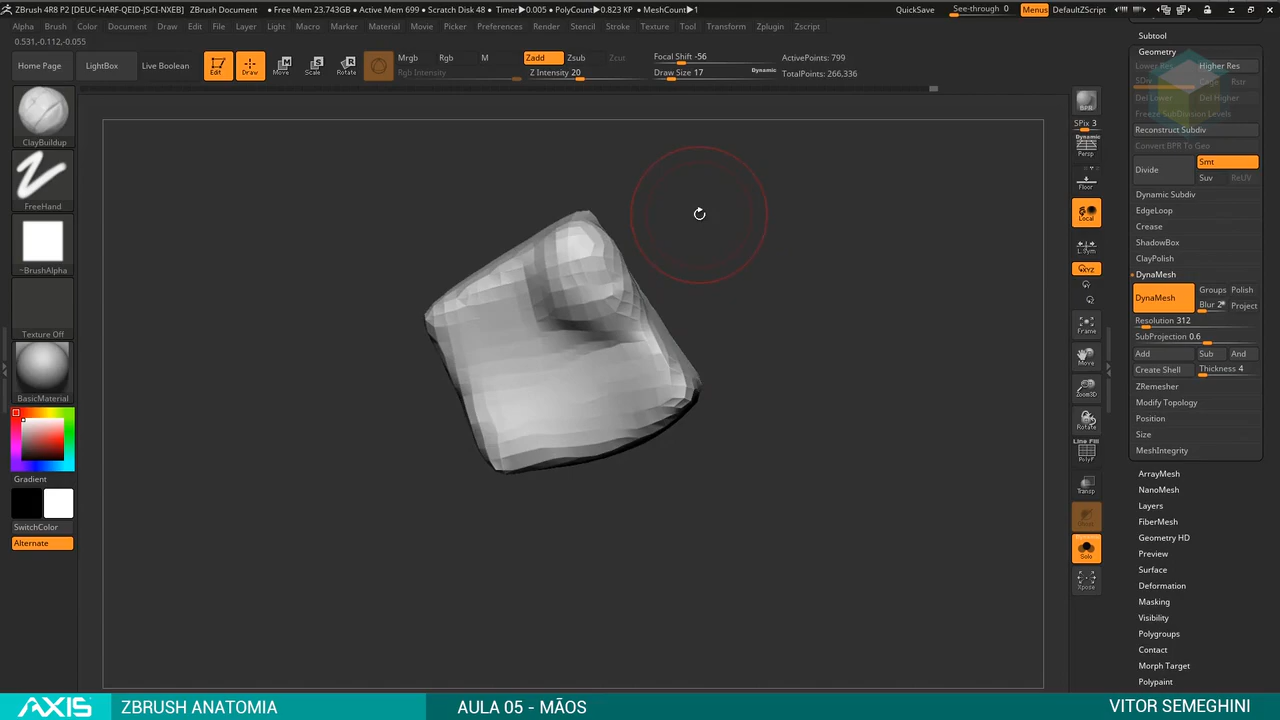 ZBrush 4R8 P2 [DEUC-HARF-QEID-JSCI-NXEB] ZBrush Document • Free Mem 23.743GB • Active Mem 699 • Scratch Disk 48 • Timer▶0.005 • PolyCount▶0.823 KP • MeshCount▶1 QuickSave See-through 0 Menus DefaultZScript
Alpha Brush Color Document Draw Edit File Layer Light Macro Marker Material Movie Picker Preferences Render Stencil Stroke Texture Tool Transform Zplugin Zscript
0.531,-0.112,-0.055
Home Page LightBox Live Boolean
Edit Draw Move Scale Rotate
Mrgb Rgb M
Rgb Intensity
Zadd Zsub Zcut
Z Intensity 20
Focal Shift -56
Draw Size 17
Dynamic
ActivePoints: 799
TotalPoints: 266,336
ClayBuildup
FreeHand
~BrushAlpha
Texture Off
BasicMaterial
Gradient
SwitchColor
Alternate
BPR
SPix 3
Dynamic
Persp
Floor
Local
L.Sym
XYZ
Frame
Move
Zoom3D
Rotate
Line Fill
PolyF
Transp
Ghost
Dynamic
Solo
Xpose
Subtool
Geometry
Lower Res Higher Res
SDiv Cage Rstr
Del Lower Del Higher
Freeze SubDivision Levels
Reconstruct Subdiv
Convert BPR To Geo
Divide Smt
Suv ReUV
Dynamic Subdiv
EdgeLoop
Crease
ShadowBox
ClayPolish
DynaMesh
DynaMesh Groups Polish
Blur 2 Project
Resolution 312
SubProjection 0.6
Add Sub And
Create Shell Thickness 4
ZRemesher
Modify Topology
Position
Size
MeshIntegrity
ArrayMesh
NanoMesh
Layers
FiberMesh
Geometry HD
Preview
Surface
Deformation
Masking
Visibility
Polygroups
Contact
Morph Target
Polypaint
AXIS ZBRUSH ANATOMIA AULA 05 - MÃOS VITOR SEMEGHINI